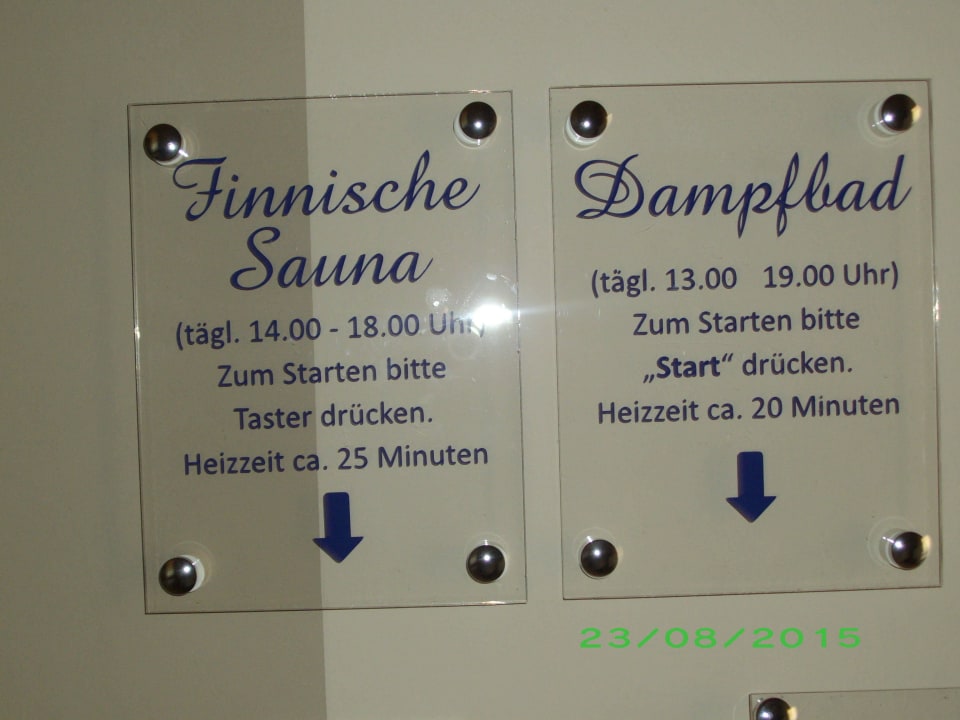 Finnische
Sauna
(tägl. 14.00 - 18.00 Uhr)
Zum Starten bitte
Taster drücken.
Heizzeit ca. 25 Minuten
Dampfbad
(tägl. 13.00 19.00 Uhr)
Zum Starten bitte
„Start“ drücken.
Heizzeit ca. 20 Minuten
23/08/2015